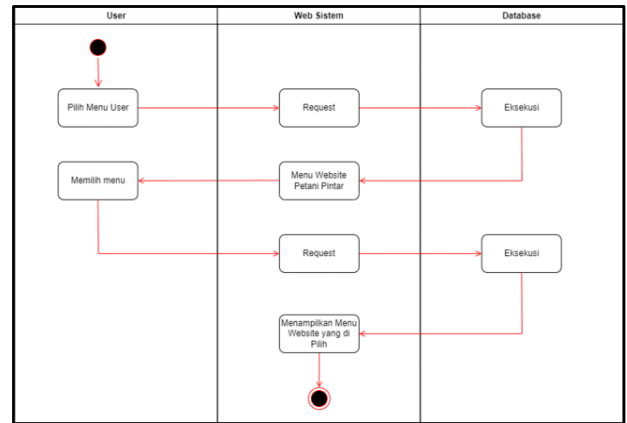 User
Web Sistem
Database
Pilih Menu User
Request
Eksekusi
Memilih menu
Menu Website
Petani Pintar
Request
Eksekusi
Menampilkan Menu
Website yang di
Pilih